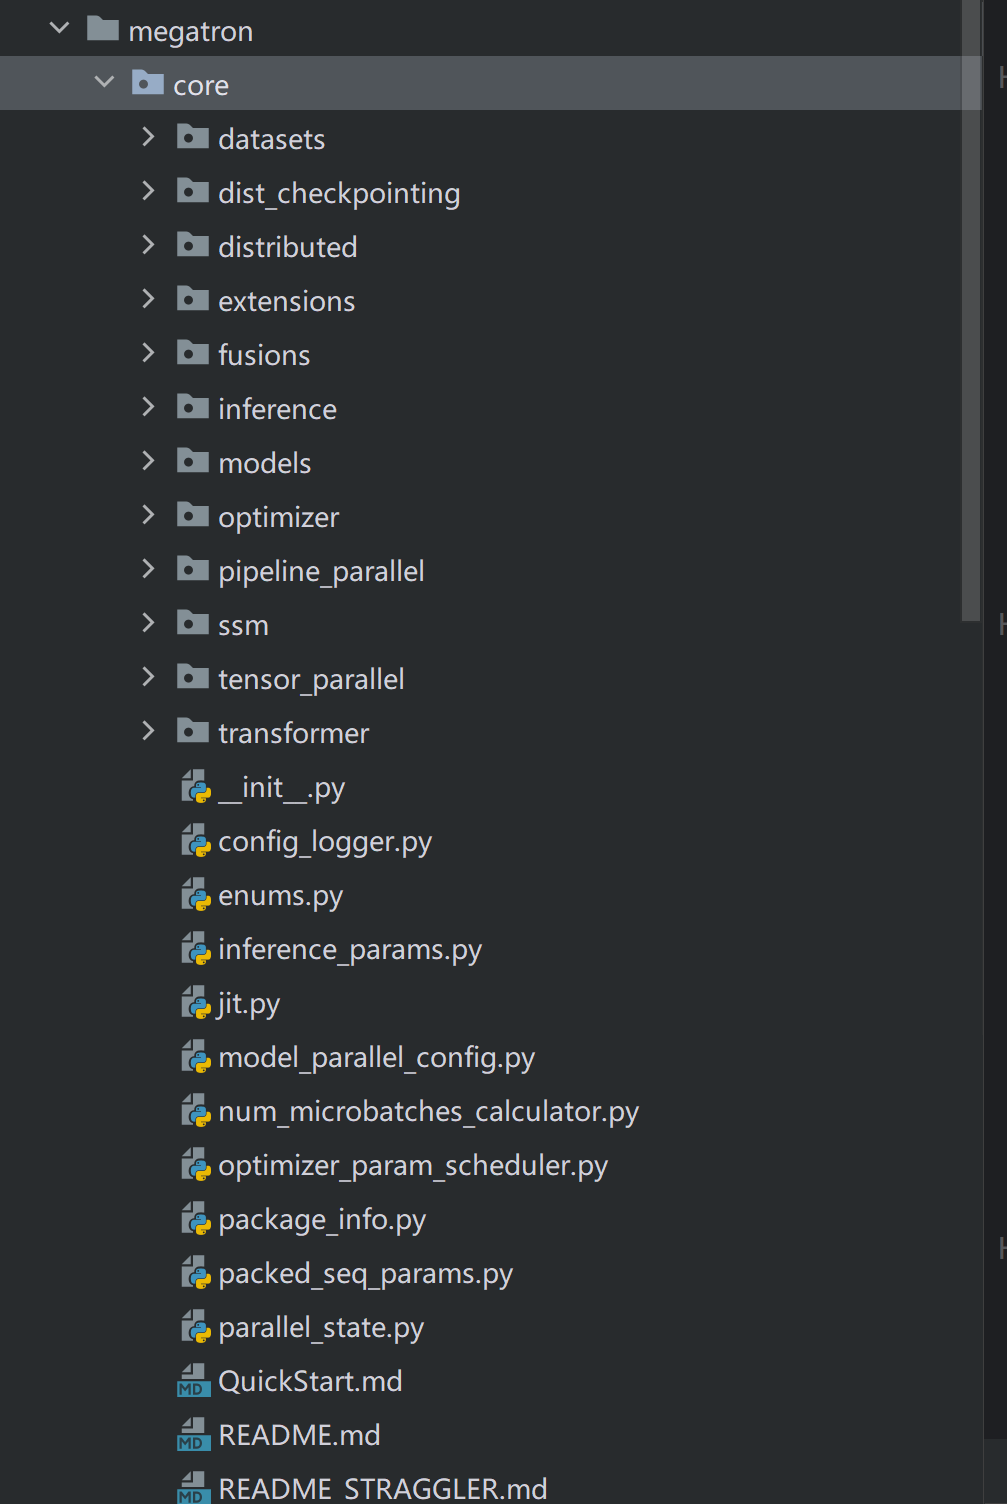 megatron
core
datasets
dist_checkpointing
distributed
extensions
fusions
inference
models
optimizer
pipeline_parallel
ssm
tensor_parallel
transformer
__init__.py
config_logger.py
enums.py
inference_params.py
jit.py
model_parallel_config.py
num_microbatches_calculator.py
optimizer_param_scheduler.py
package_info.py
packed_seq_params.py
parallel_state.py
MD QuickStart.md
MD README.md
MD README_STRAGGLER.md